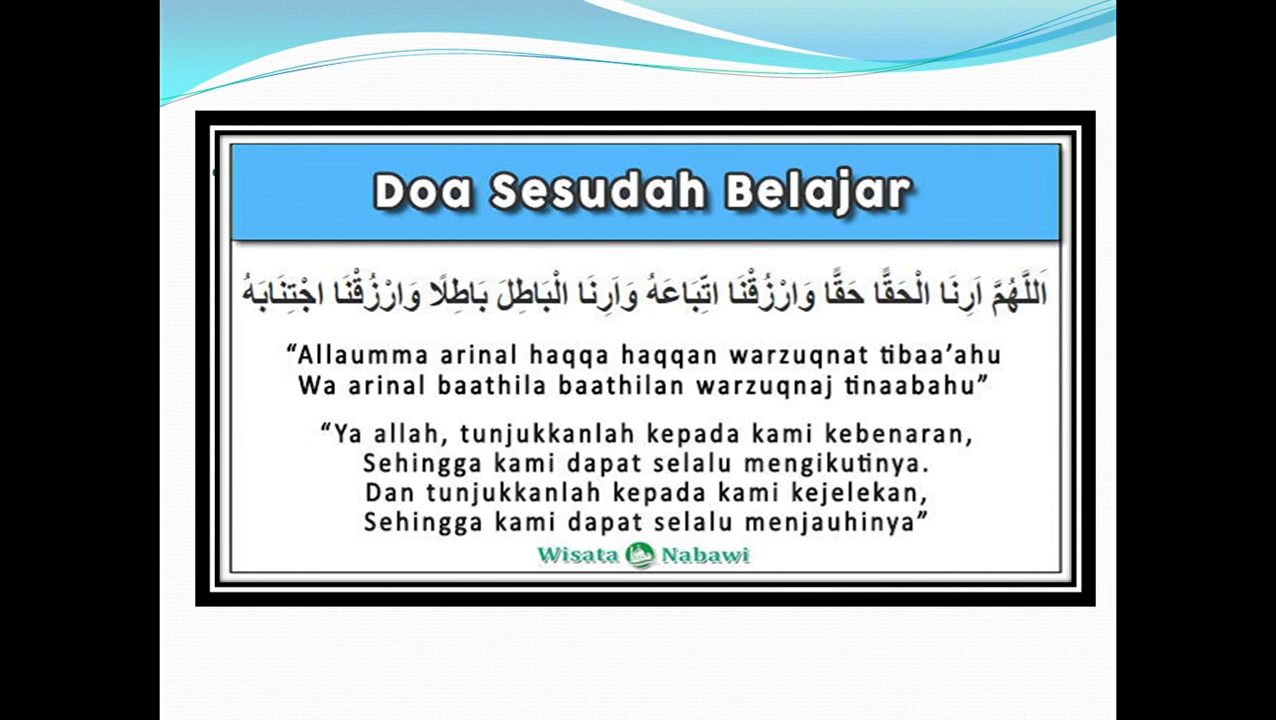 Doa Sesudah Belajar
اَللَّهُمَّ اَرِنَا الْحَقَّا حَقًّا وَارْزُقْنَا اتِّبَاعَهُ وَاَرِنَا الْبَاطِلَ بَاطِلًا وَارْزُقْنَا اجْتِنَابَهُ
“Allaumma arinal haqqa haqqan warzuqnat tibaa’ahu
Wa arinal baathila baathilan warzuqnaj tinaabahu”
“Ya allah, tunjukkanlah kepada kami kebenaran,
Sehingga kami dapat selalu mengikutinya.
Dan tunjukkanlah kepada kami kejelekan,
Sehingga kami dapat selalu menjauhinya”
Wisata Nabawi